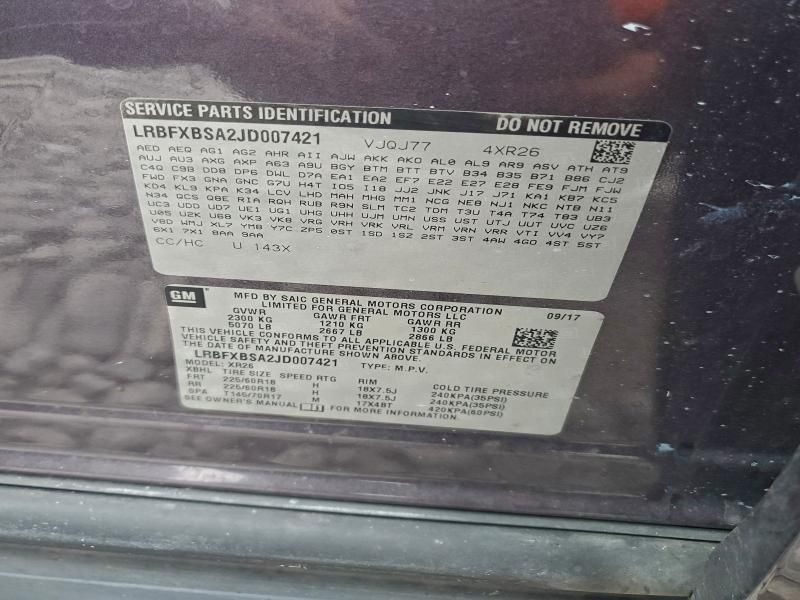 SERVICE PARTS IDENTIFICATION DO NOT REMOVE
LRBFXBSA2JD007421 VJQJ77 4XR26
AED AEQ AG1 AG2 AHR AII AJW AKK AKO AL0 AL9 AR9 ASV ATH AT9
AUJ AU3 AXG AXP A63 A9U BGY BTM BTT BTV B34 B35 B71 B86 CJ2
C4Q C9B DD8 DP6 DWL D7A EA1 EA2 EF7 E22 E27 E28 FE9 FJM FJW
FWD FX3 GNA GNC G7U H4T IO5 I18 JJ2 JNK J17 J71 KA1 KB7 KC5
KD4 KL9 KPA K34 LCV LHD MAH MHG MM1 NCG NE8 NJ1 NKC NT8 N11
N34 QCS Q8E RIA RQH RUB R9N SLM TC2 TDM T3U T4A T74 T83 UB3
UC3 UDD UD7 UE1 UG1 UHG UHH UJM UMN USS UST UTJ UUT UVC UZ6
U05 U2K U68 VK3 VK8 VRG VRH VRK VRL VRM VRN VRR VTI VV4 VY7
V8D WMJ XL7 YM8 Y7C ZP5 0ST 1SD 1SZ 2ST 3ST 4AW 4GO 4ST 5ST
6X1 7X1 8AA 9AA
CC/HC U 143X
GM
MFD BY SAIC GENERAL MOTORS CORPORATION 09/17
LIMITED FOR GENERAL MOTORS LLC
GVWR GAWR FRT GAWR RR
2300 KG 1210 KG 1300 KG
5070 LB 2667 LB 2866 LB
THIS VEHICLE CONFORMS TO ALL APPLICABLE U.S. FEDERAL MOTOR
VEHICLE SAFETY AND THEFT PREVENTION STANDARDS IN EFFECT ON
THE DATE OF MANUFACTURE SHOWN ABOVE.
LRBFXBSA2JD007421 TYPE: M.P.V.
MODEL: XR26
XBHL TIRE SIZE SPEED RTG RIM COLD TIRE PRESSURE
FRT 225/60R18 H 18X7.5J 240KPA(35PSI)
RR 225/60R18 H 18X7.5J 240KPA(35PSI)
SPA T145/70R17 M 17X4BT 420KPA(60PSI)
SEE OWNER'S MANUAL FOR MORE INFORMATION.